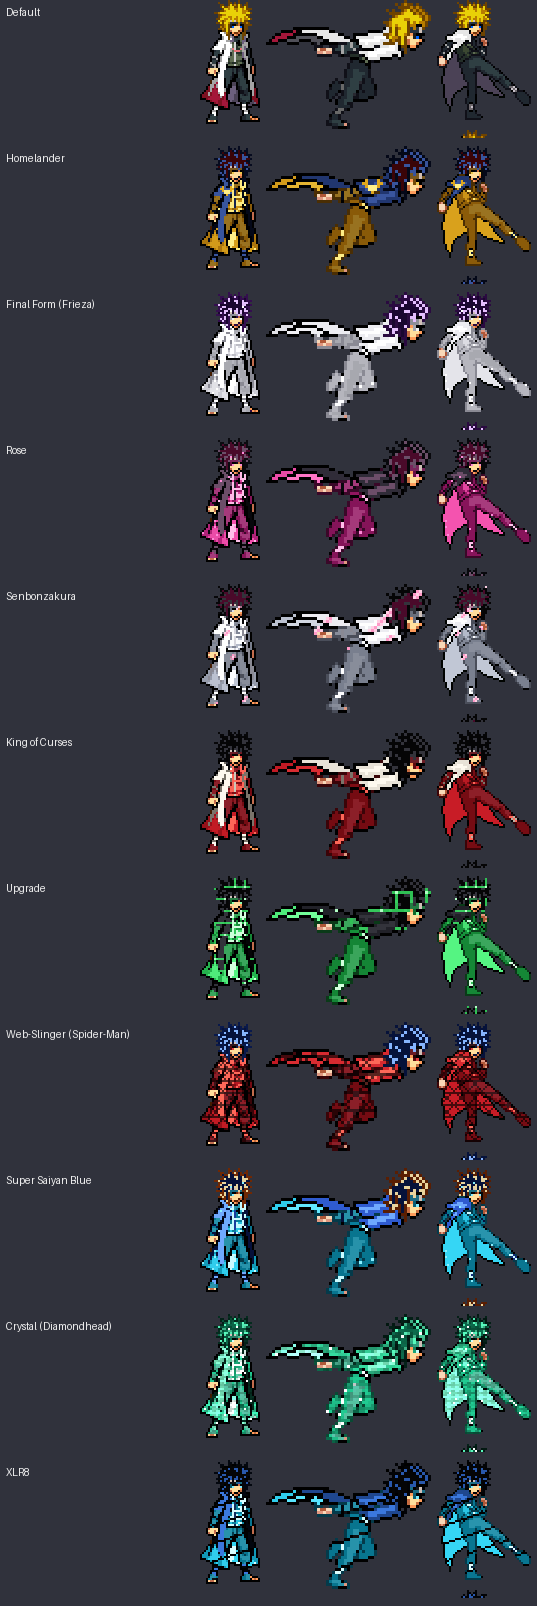 Default
Homelander
Final Form (Frieza)
Rose
Senbonzakura
King of Curses
Upgrade
Web-Slinger (Spider-Man)
Super Saiyan Blue
Crystal (Diamondhead)
XLR8